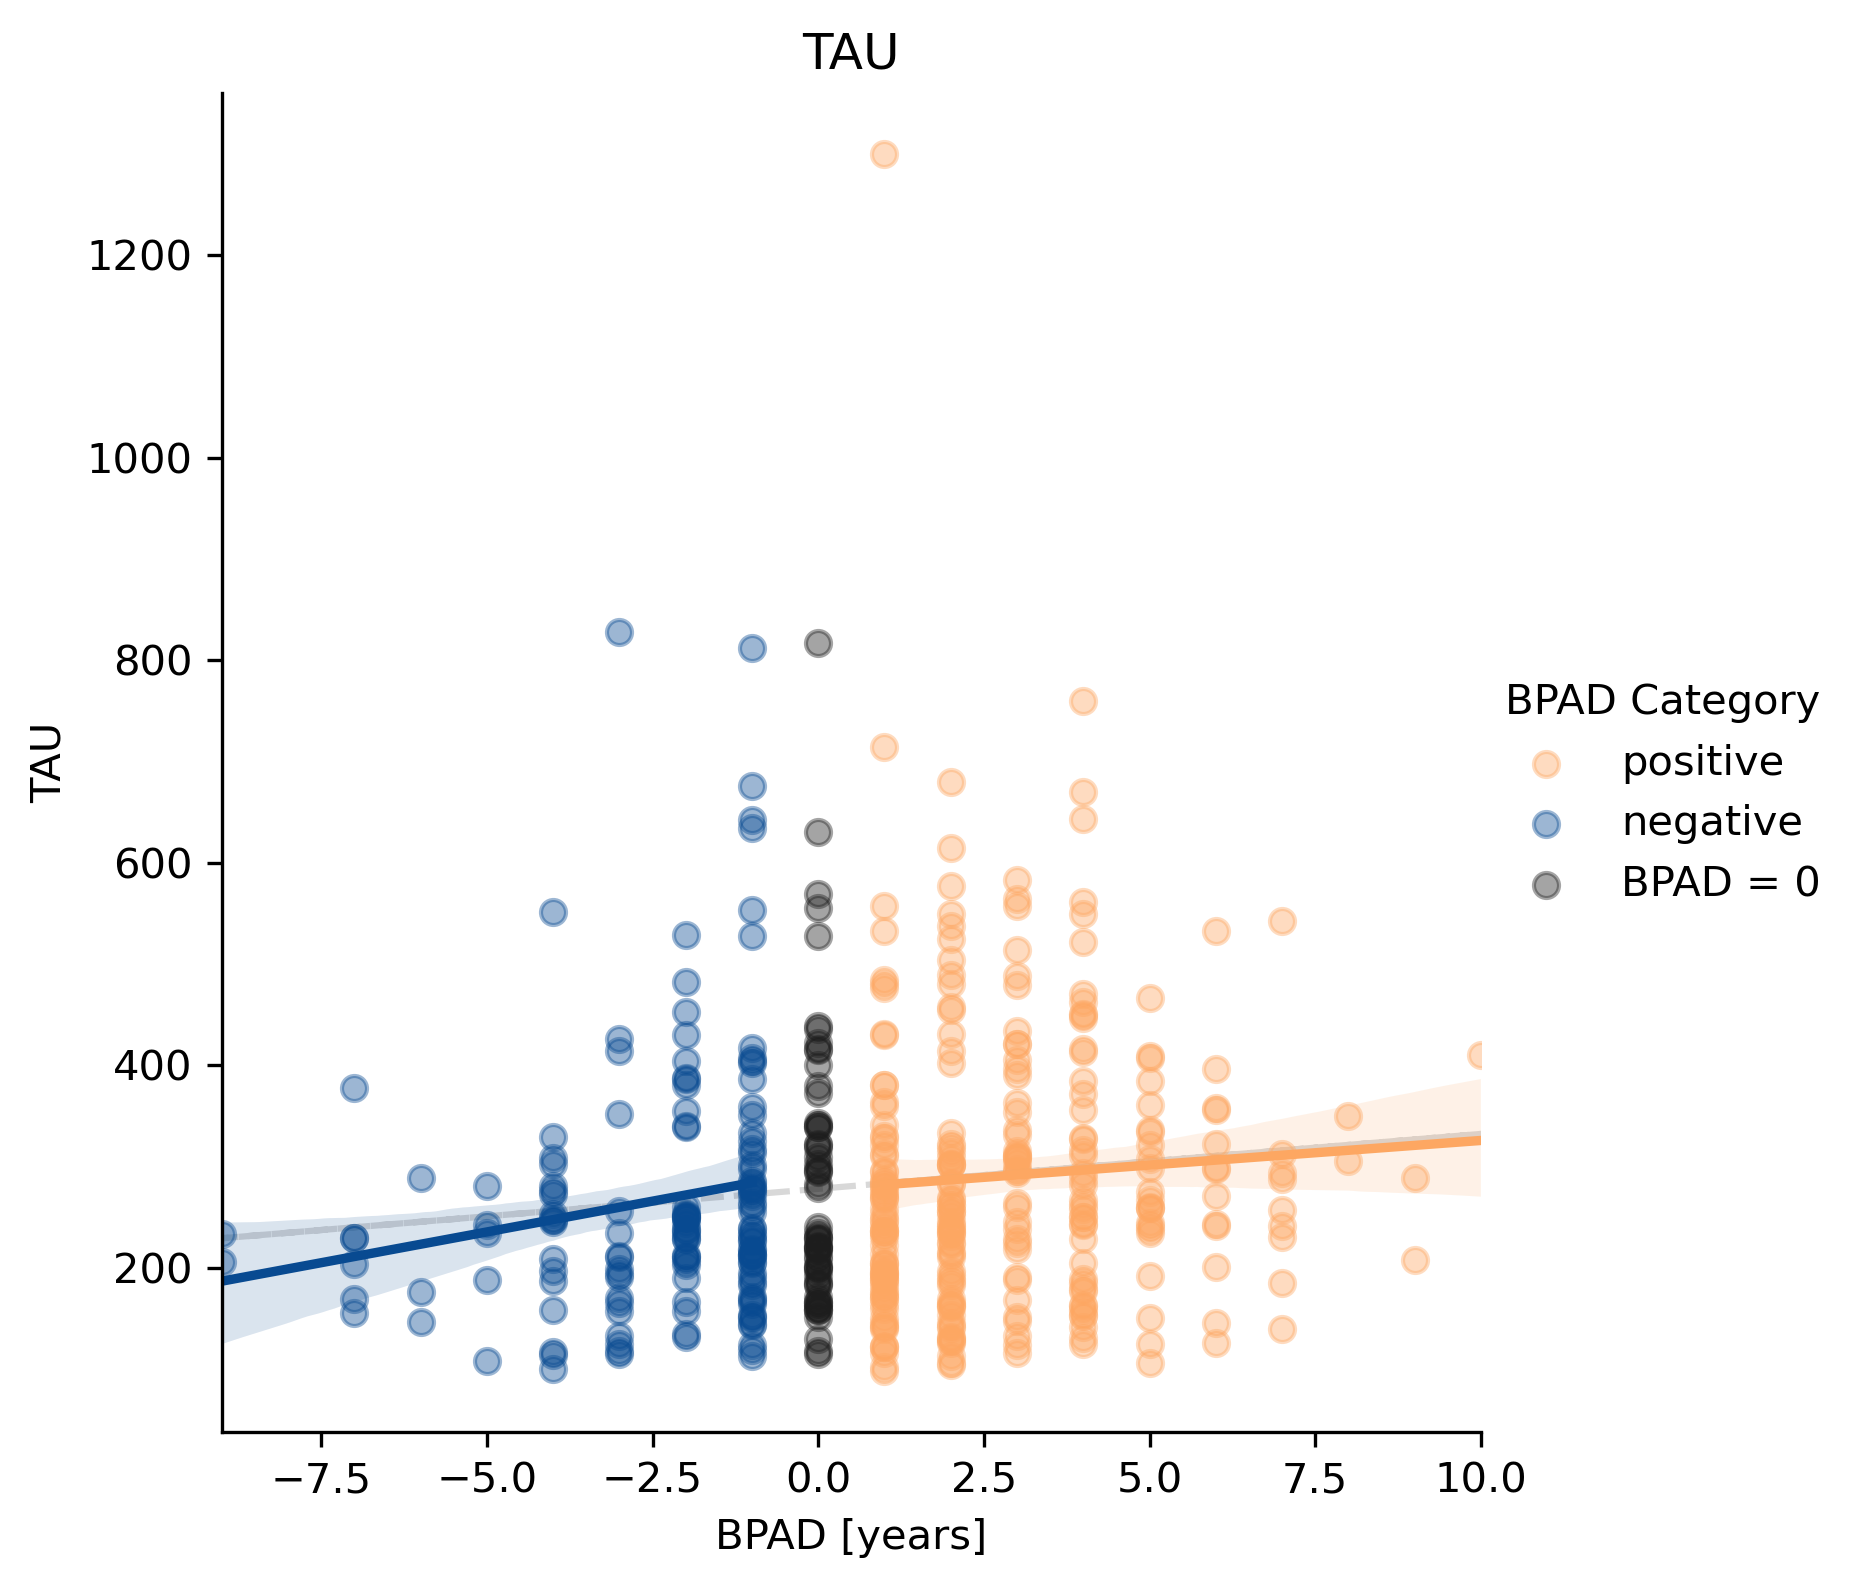 TAU
1200
1000
800
600
400
200
TAU
−7.5 −5.0 −2.5 0.0 2.5 5.0 7.5 10.0
BPAD [years]
BPAD Category
positive
negative
BPAD = 0